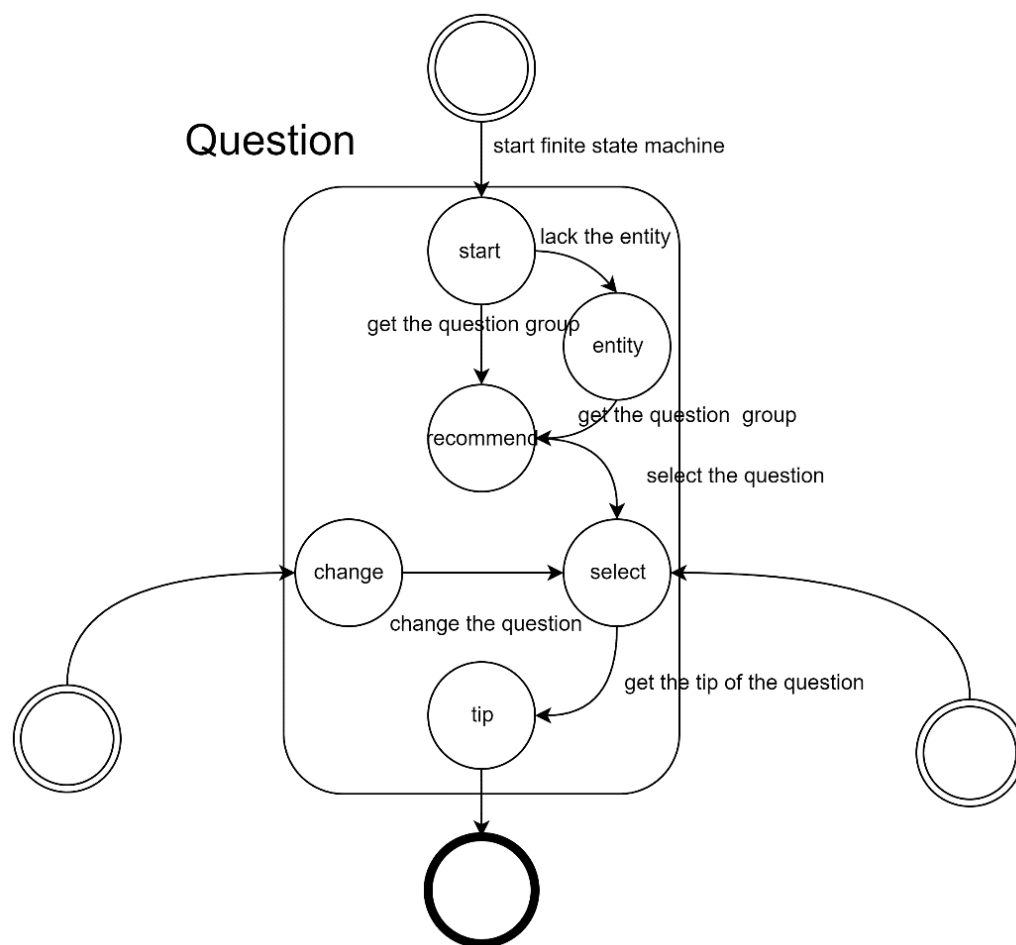 Question
start finite state machine
start
lack the entity
get the question group
entity
get the question  group
recommend
select the question
change
select
change the question
get the tip of the question
tip